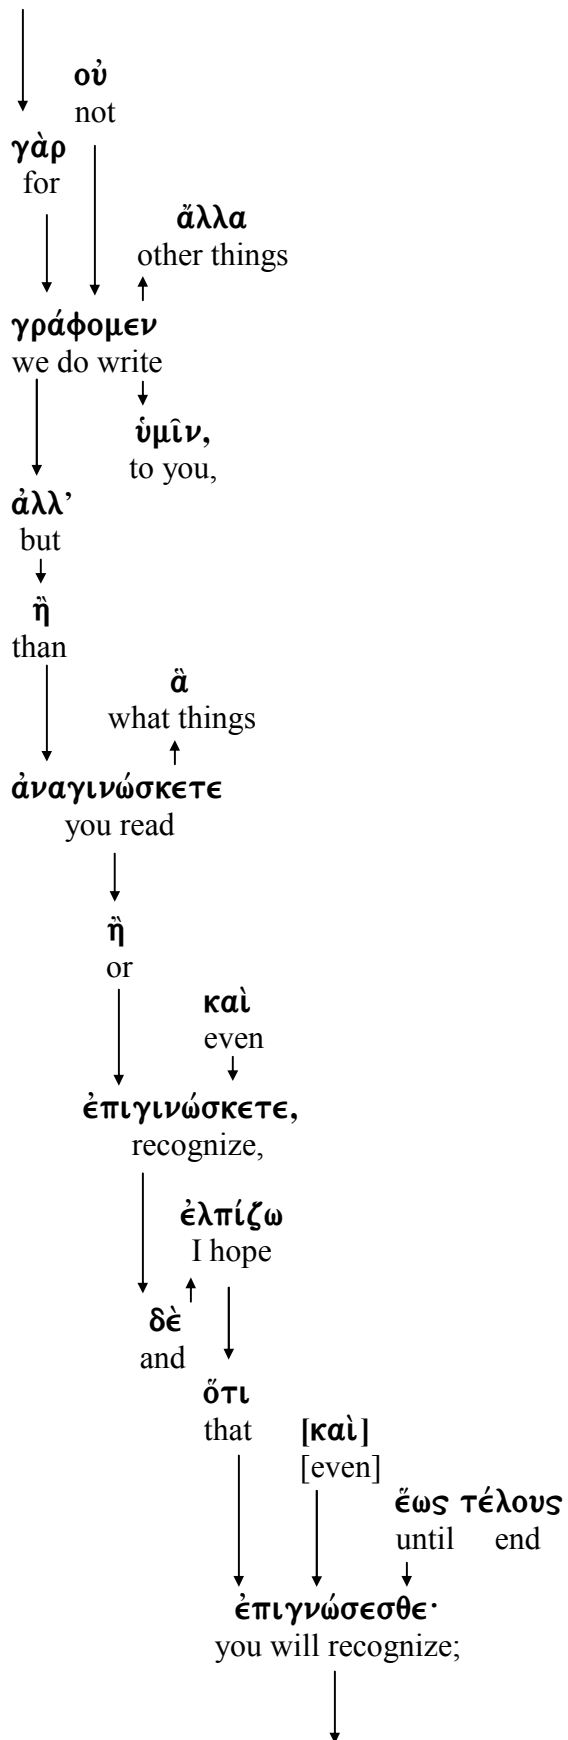 οὐ
not
γὰρ
for
ἄλλα
other things
γράφομεν
we do write
ὑμῖν,
to you,
ἀλλ’
but
ἢ
than
ἃ
what things
ἀναγινώσκετε
you read
ἢ
or
καὶ
even
ἐπιγινώσκετε,
recognize,
ἐλπίζω
I hope
δὲ
and
ὅτι
that
[καὶ]
[even]
ἕως τέλους
until end
ἐπιγνώσεσθε·
you will recognize;